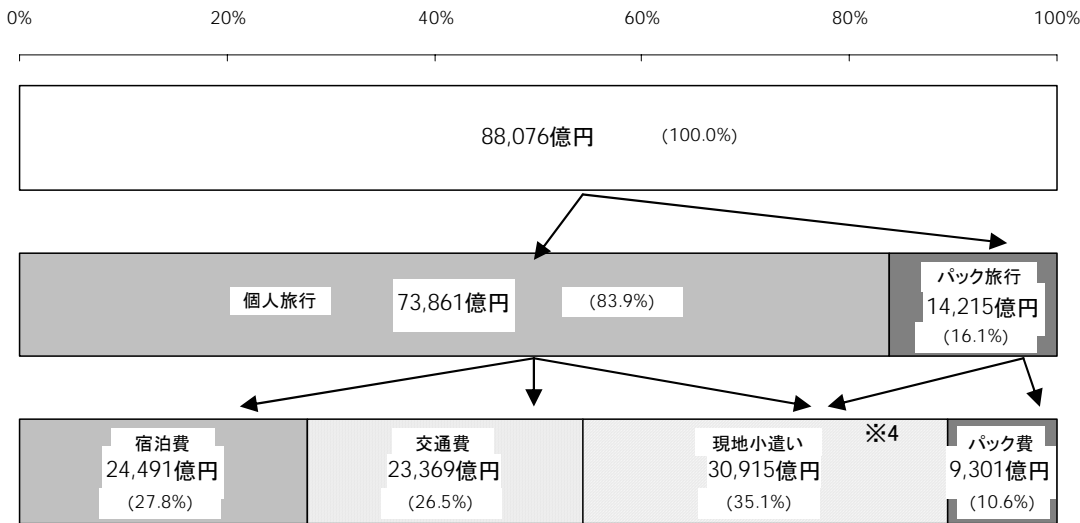 0% 20% 40% 60% 80% 100%
88,076億円 (100.0%)
個人旅行 73,861億円 (83.9%)
パック旅行
14,215億円
(16.1%)
宿泊費
24,491億円
(27.8%)
交通費
23,369億円
(26.5%)
現地小遣い ※4
30,915億円
(35.1%)
パック費
9,301億円
(10.6%)